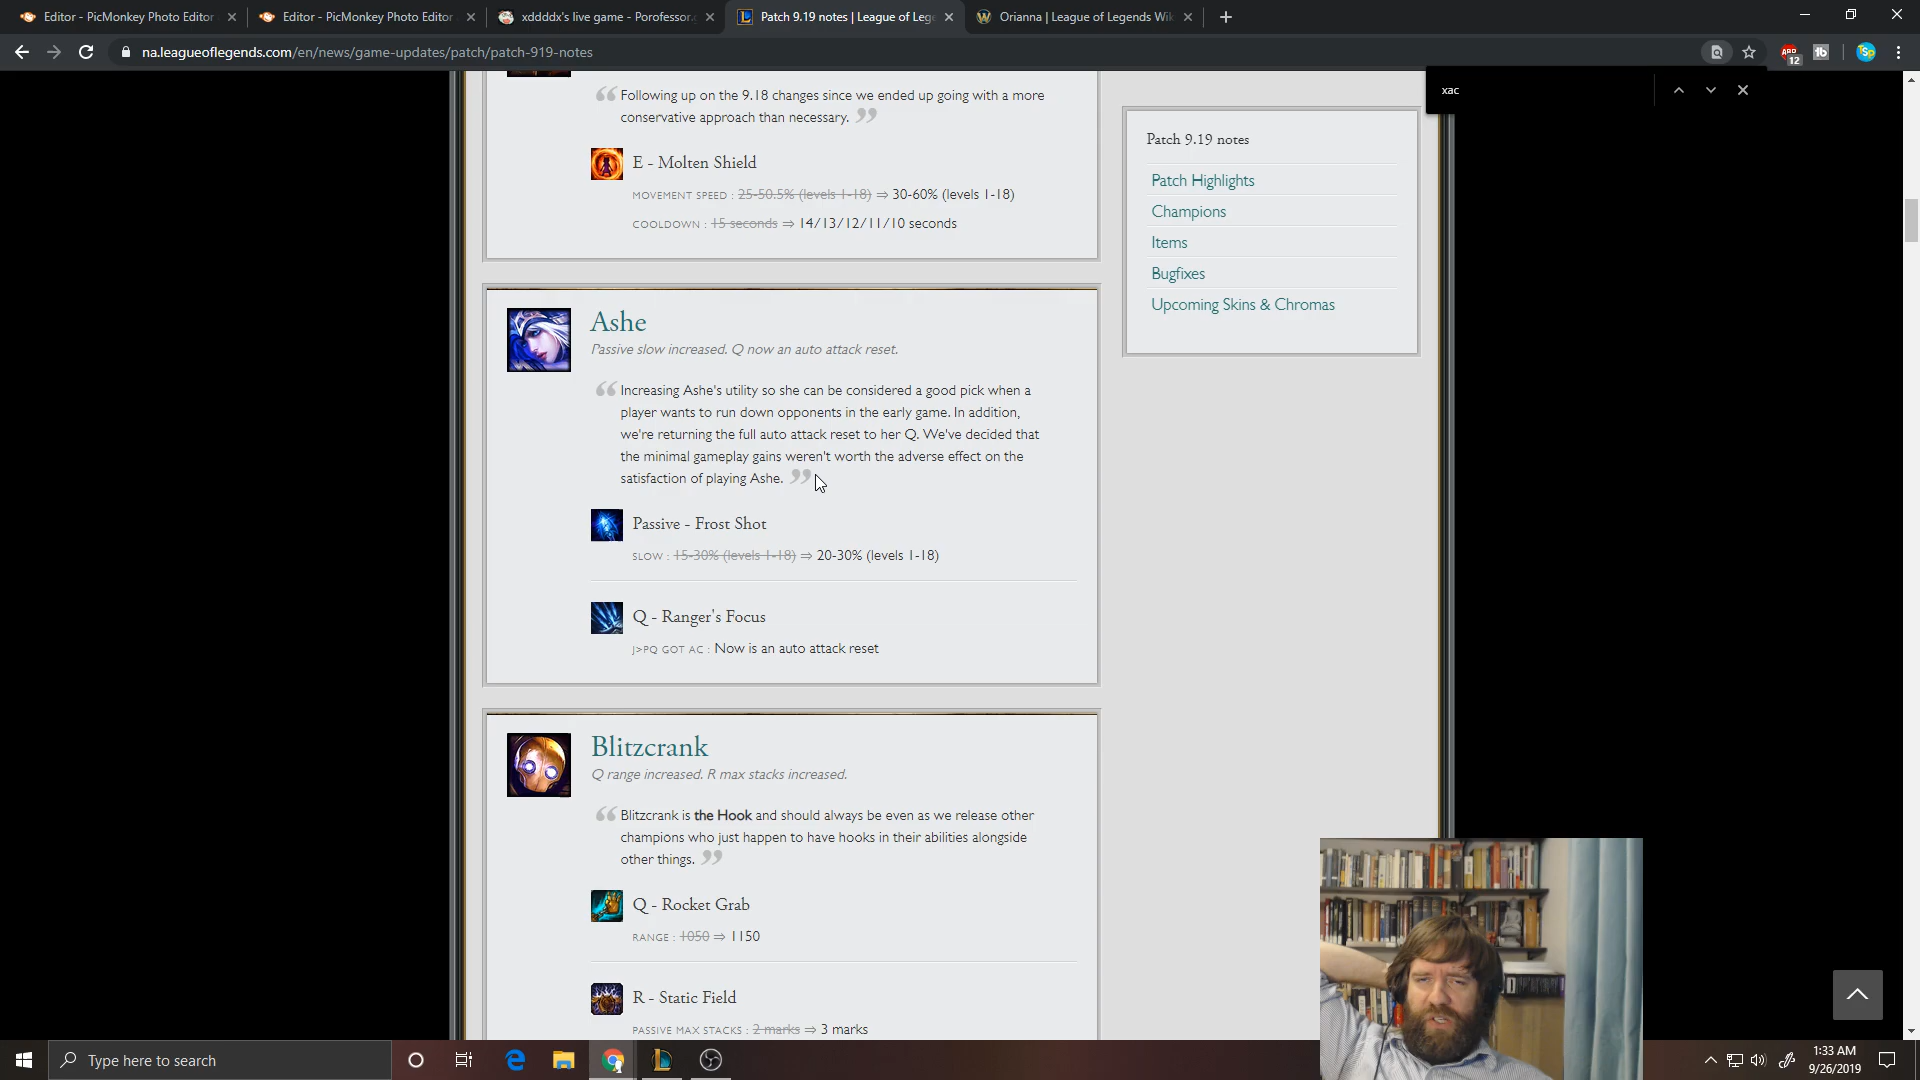 Editor - PicMonkey Photo Editor
Editor - PicMonkey Photo Editor
xddddx's live game - Porofessor.g
Patch 9.19 notes | League of Leg
Orianna | League of Legends Wik
na.leagueoflegends.com/en/news/game-updates/patch/patch-919-notes
12
xac
Following up on the 9.18 changes since we ended up going with a more
conservative approach than necessary.
E - Molten Shield
MOVEMENT SPEED : 25-50.5% (levels 1-18) ⇒ 30-60% (levels 1-18)
COOLDOWN : 15 seconds ⇒ 14/13/12/11/10 seconds
Ashe
Passive slow increased. Q now an auto attack reset.
Increasing Ashe's utility so she can be considered a good pick when a
player wants to run down opponents in the early game. In addition,
we're returning the full auto attack reset to her Q. We've decided that
the minimal gameplay gains weren't worth the adverse effect on the
satisfaction of playing Ashe.
Passive - Frost Shot
SLOW : 15-30% (levels 1-18) ⇒ 20-30% (levels 1-18)
Q - Ranger's Focus
J>PQ GOT AC : Now is an auto attack reset
Blitzcrank
Q range increased. R max stacks increased.
Blitzcrank is the Hook and should always be even as we release other
champions who just happen to have hooks in their abilities alongside
other things.
Q - Rocket Grab
RANGE : 1050 ⇒ 1150
R - Static Field
PASSIVE MAX STACKS : 2 marks ⇒ 3 marks
Patch 9.19 notes
Patch Highlights
Champions
Items
Bugfixes
Upcoming Skins & Chromas
Type here to search
1:33 AM
9/26/2019